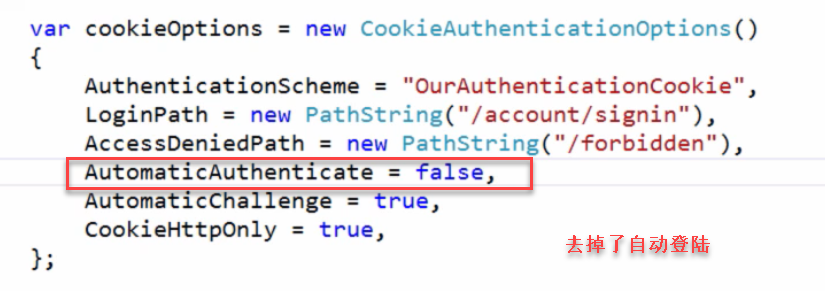 var cookieOptions = new CookieAuthenticationOptions()
{
AuthenticationScheme = "OurAuthenticationCookie",
LoginPath = new PathString("/account/signin"),
AccessDeniedPath = new PathString("/forbidden"),
AutomaticAuthenticate = false,
AutomaticChallenge = true,
CookieHttpOnly = true,
};
去掉了自动登陆